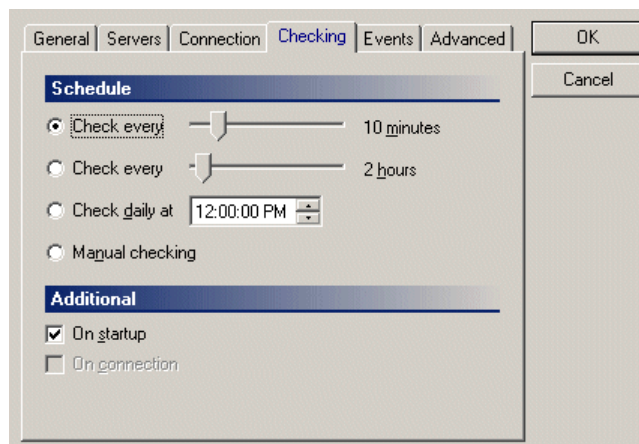 General Servers Connection Checking Events Advanced OK
Cancel
Schedule
Check every 10 minutes
Check every 2 hours
Check daily at 12:00:00 PM
Manual checking
Additional
On startup
On connection